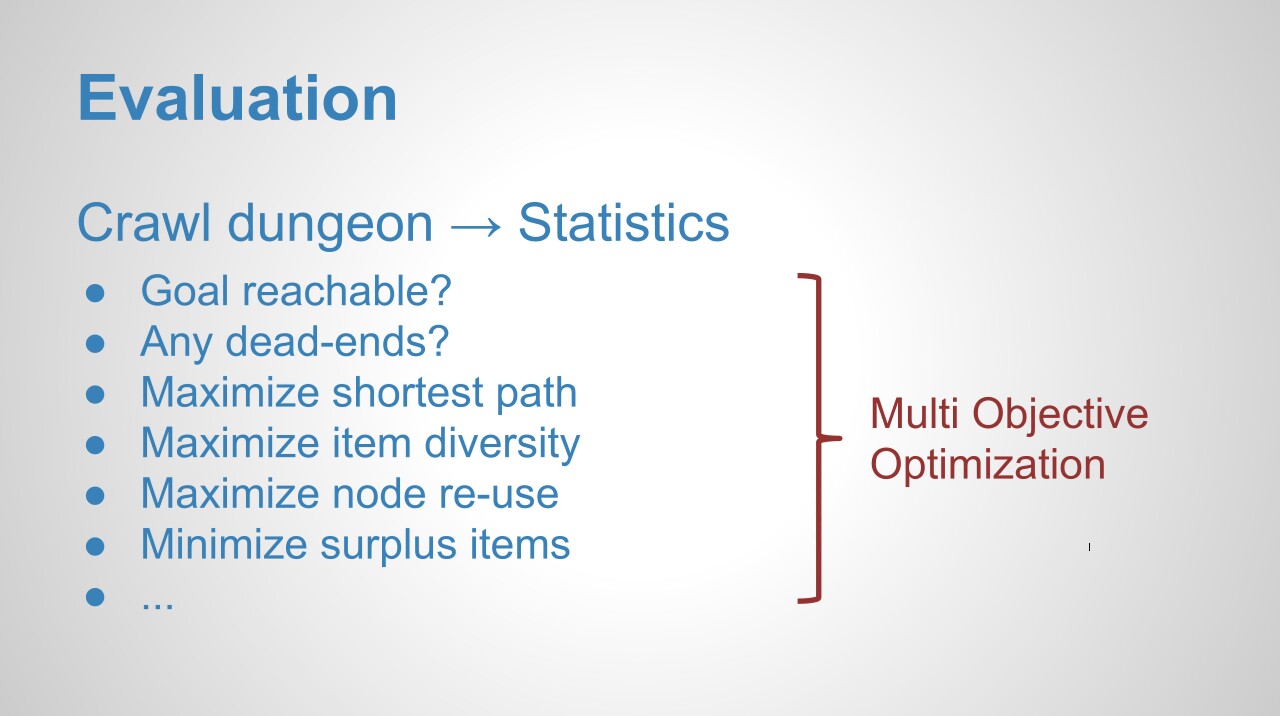 Evaluation
Crawl dungeon → Statistics
● Goal reachable?
● Any dead-ends?
● Maximize shortest path
● Maximize item diversity
● Maximize node re-use
● Minimize surplus items
● ...
Multi Objective
Optimization